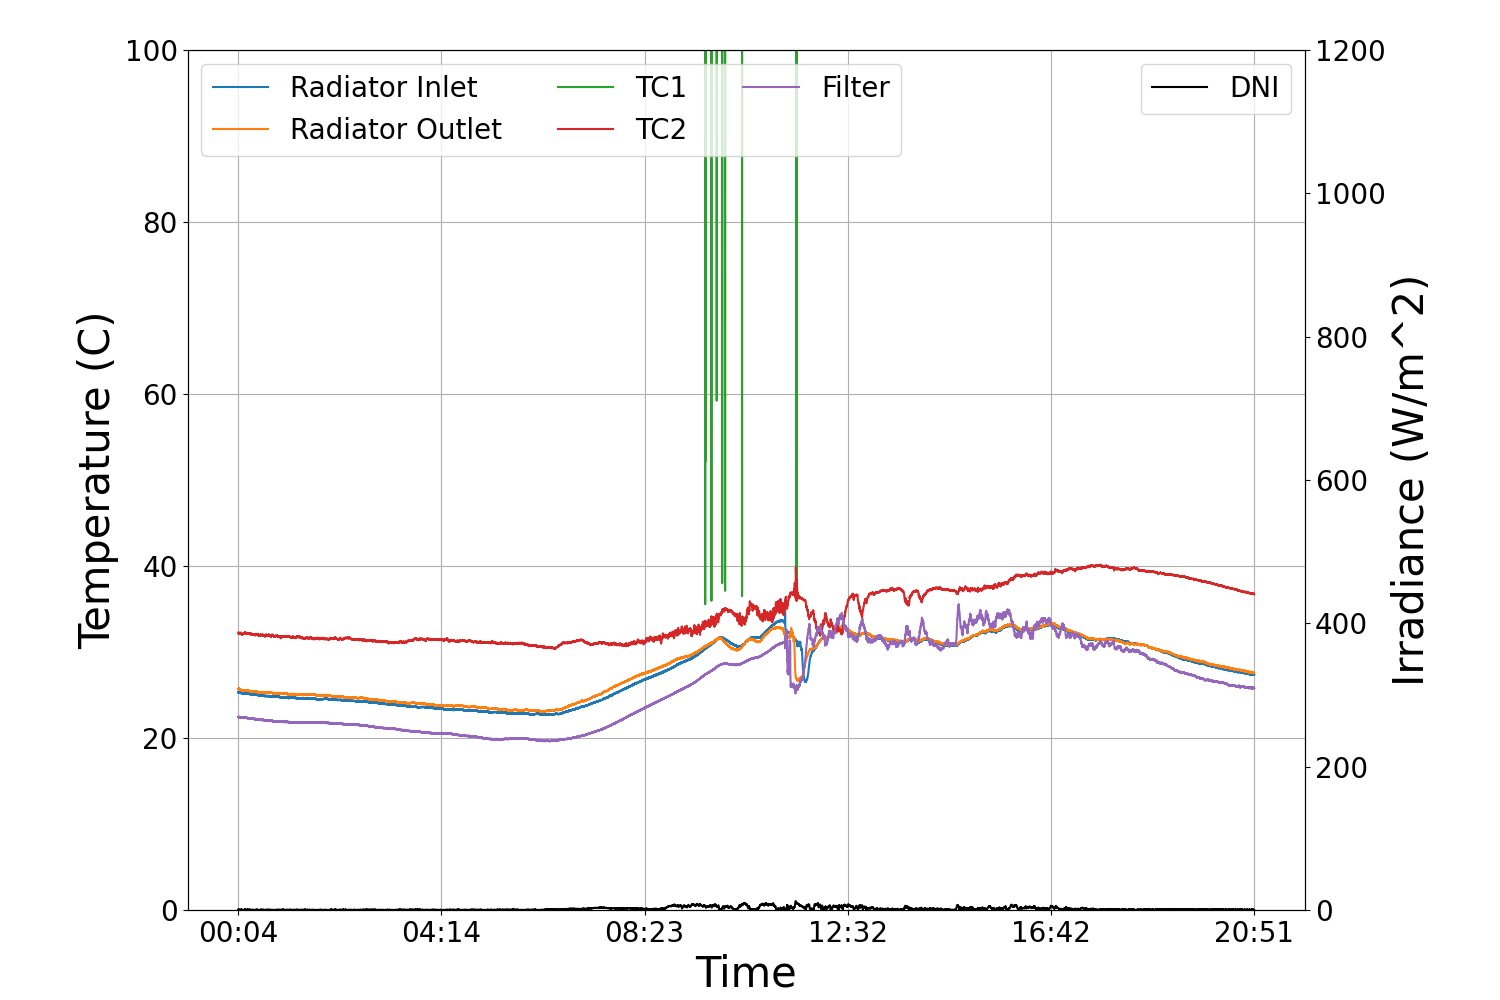 100
80
60
40
20
0
Temperature (C)
Radiator Inlet
Radiator Outlet
TC1
TC2
Filter
DNI
1200
1000
800
600
400
200
0
Irradiance (W/m^2)
00:04 04:14 08:23 12:32 16:42 20:51
Time